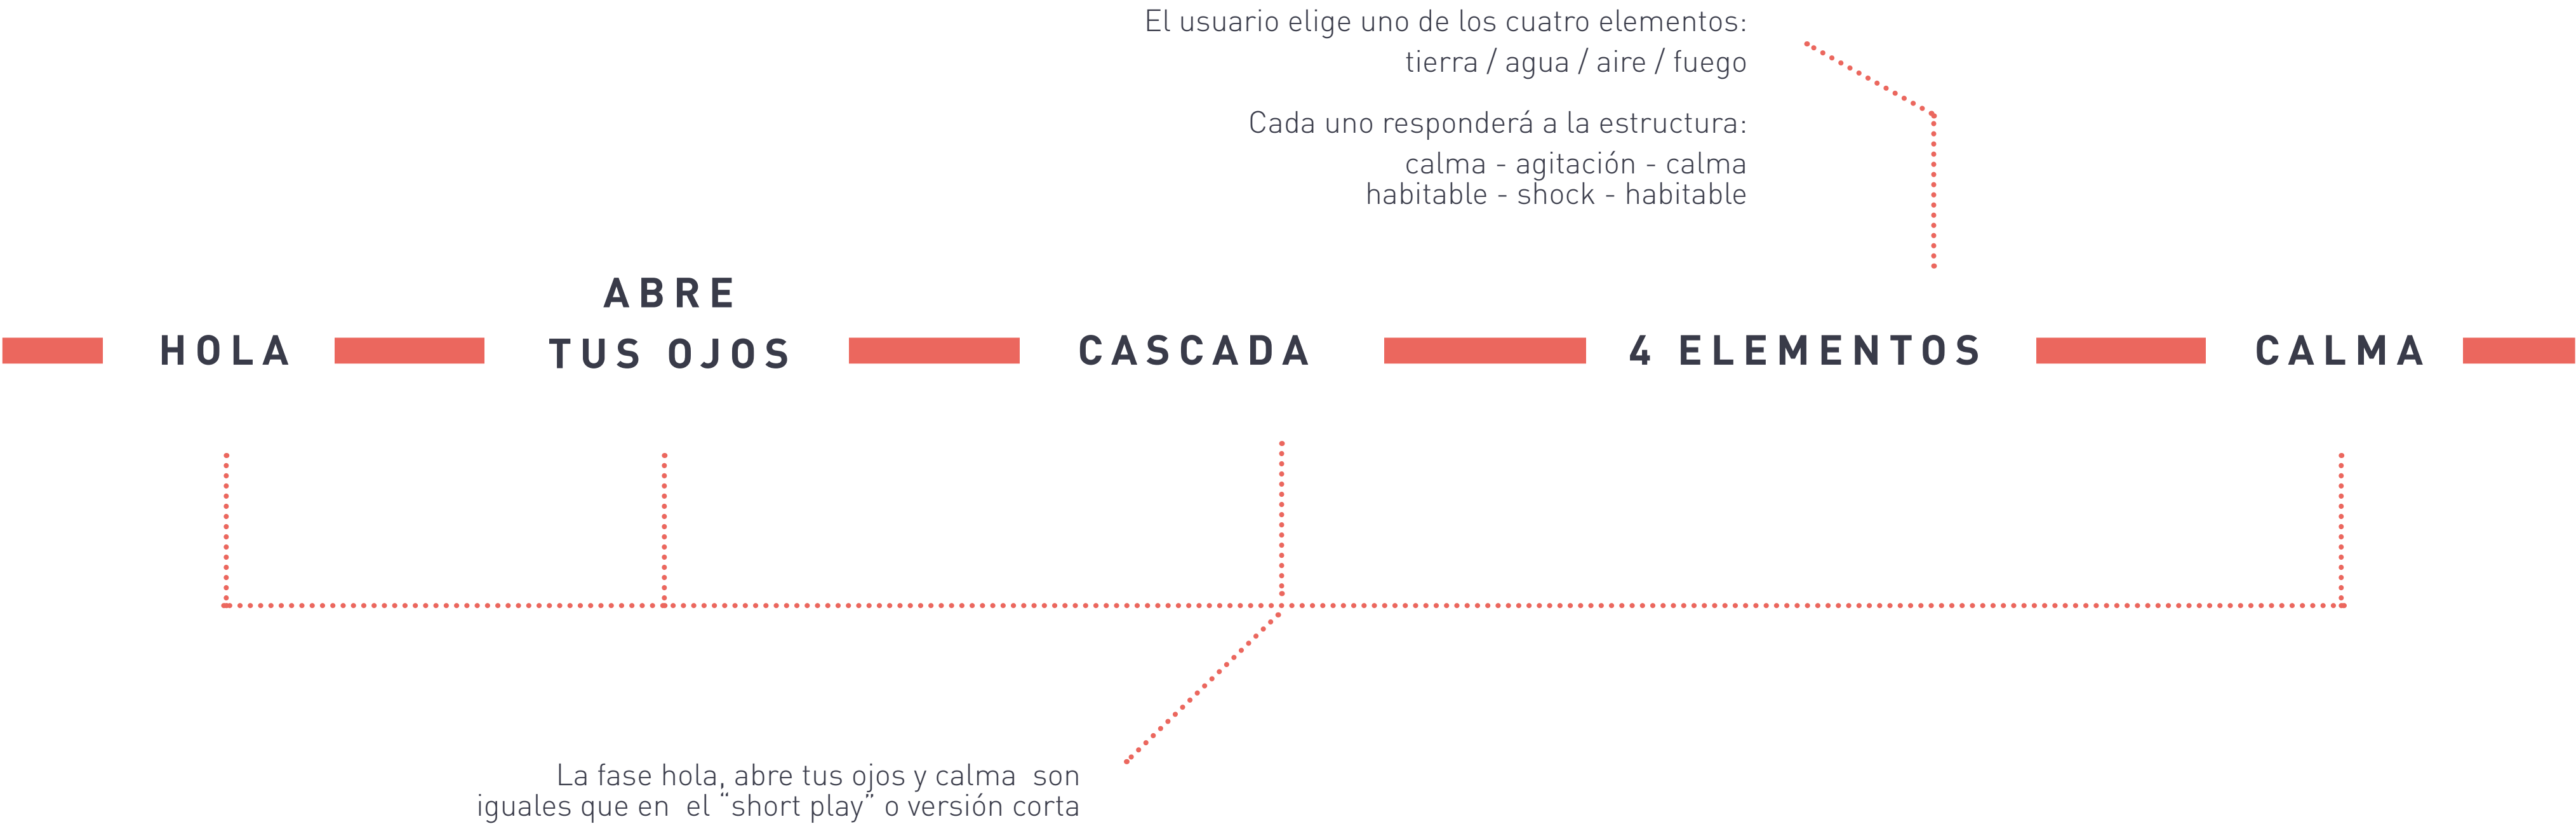 El usuario elige uno de los cuatro elementos:
tierra / agua / aire / fuego
Cada uno responderá a la estructura:
calma - agitación - calma
habitable - shock - habitable
HOLA
ABRE
TUS OJOS
CASCADA
4 ELEMENTOS
CALMA
La fase hola, abre tus ojos y calma  son
iguales que en  el “short play” o versión corta